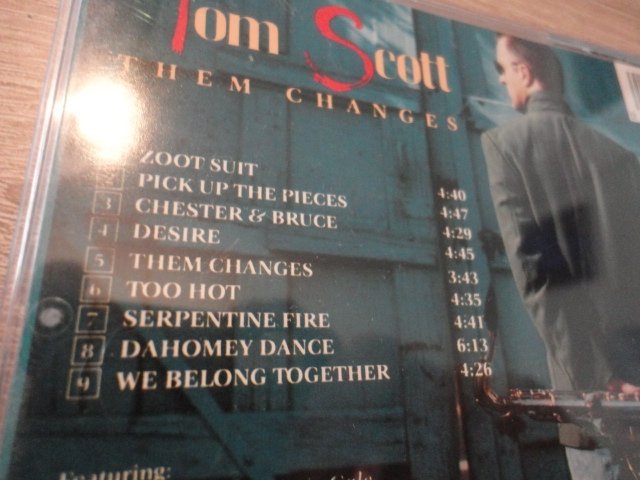 Tom Scott
THEM CHANGES
ZOOT SUIT 4:40
PICK UP THE PIECES 4:47
3 CHESTER & BRUCE 4:29
4 DESIRE 4:45
5 THEM CHANGES 3:43
6 TOO HOT 4:35
7 SERPENTINE FIRE 4:41
8 DAHOMEY DANCE 6:13
9 WE BELONG TOGETHER 4:26
Featuring: